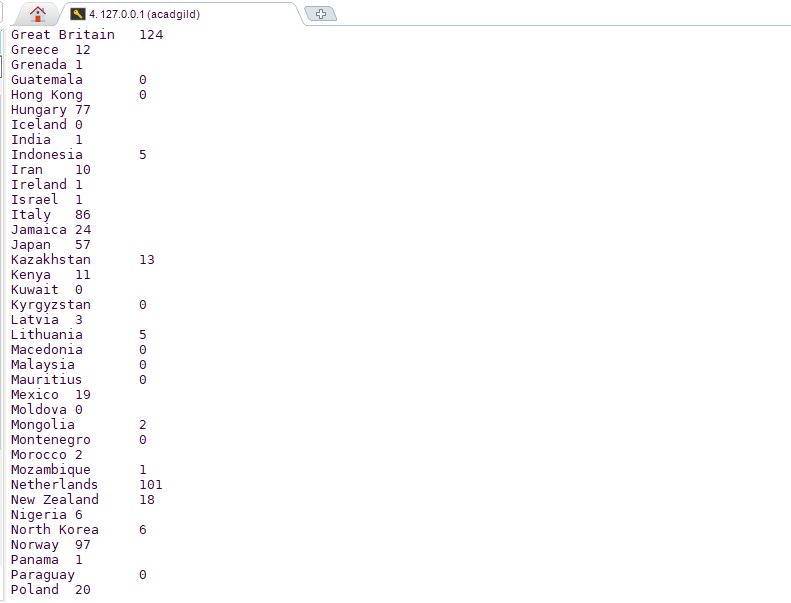 4. 127.0.0.1 (acadgild)
Great Britain 124
Greece 12
Grenada 1
Guatemala 0
Hong Kong 0
Hungary 77
Iceland 0
India 1
Indonesia 5
Iran 10
Ireland 1
Israel 1
Italy 86
Jamaica 24
Japan 57
Kazakhstan 13
Kenya 11
Kuwait 0
Kyrgyzstan 0
Latvia 3
Lithuania 5
Macedonia 0
Malaysia 0
Mauritius 0
Mexico 19
Moldova 0
Mongolia 2
Montenegro 0
Morocco 2
Mozambique 1
Netherlands 101
New Zealand 18
Nigeria 6
North Korea 6
Norway 97
Panama 1
Paraguay 0
Poland 20